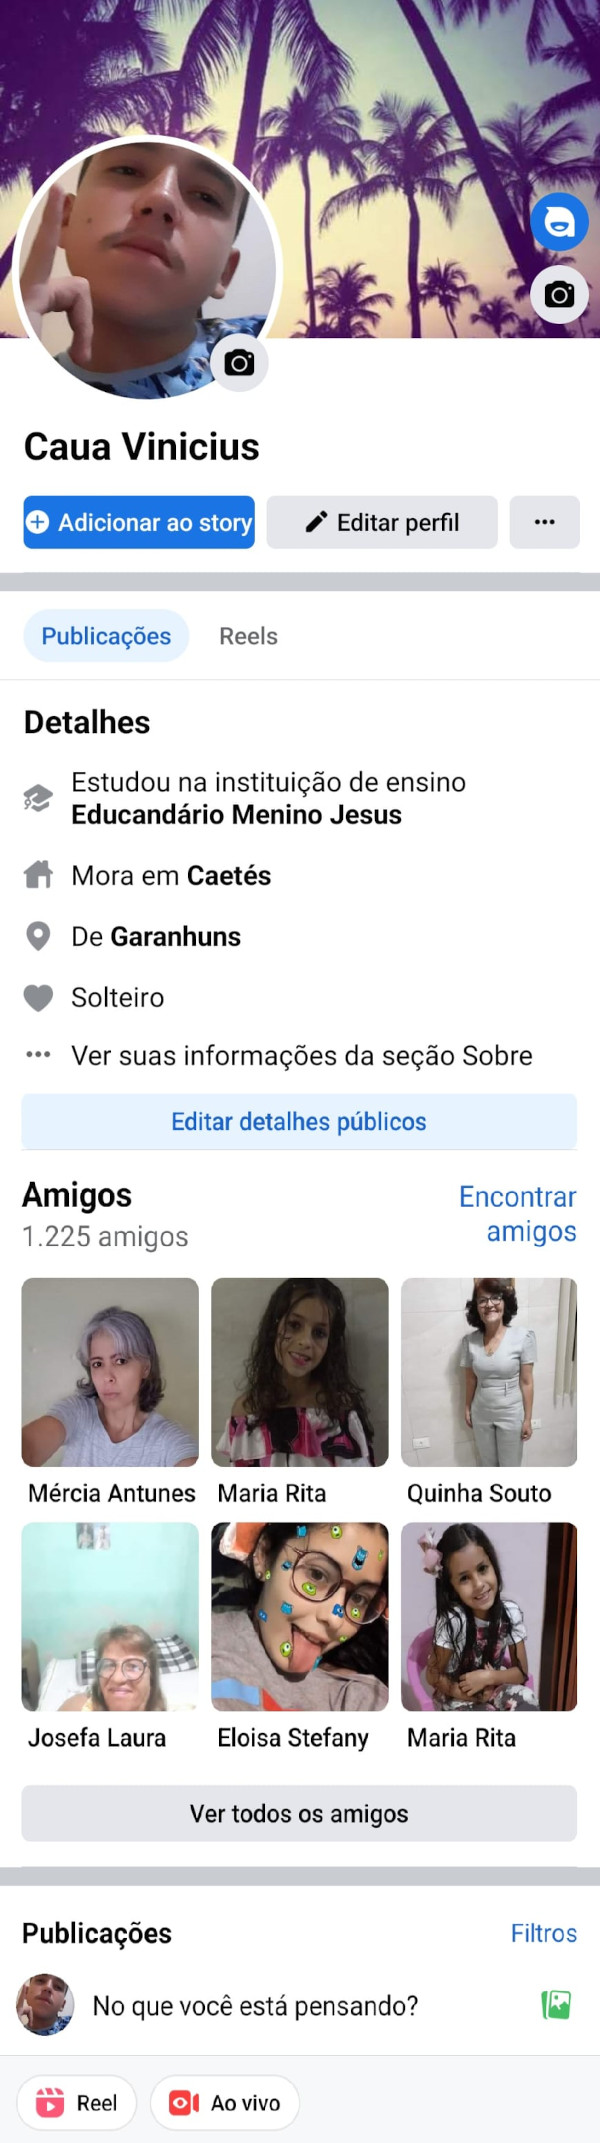 Caua Vinicius
Adicionar ao story
Editar perfil
Publicações
Reels
Detalhes
Estudou na instituição de ensino
Educandário Menino Jesus
Mora em Caetés
De Garanhuns
Solteiro
Ver suas informações da seção Sobre
Editar detalhes públicos
Amigos
Encontrar
amigos
1.225 amigos
Mércia Antunes
Maria Rita
Quinha Souto
Josefa Laura
Eloisa Stefany
Maria Rita
Ver todos os amigos
Publicações
Filtros
No que você está pensando?
Reel
Ao vivo